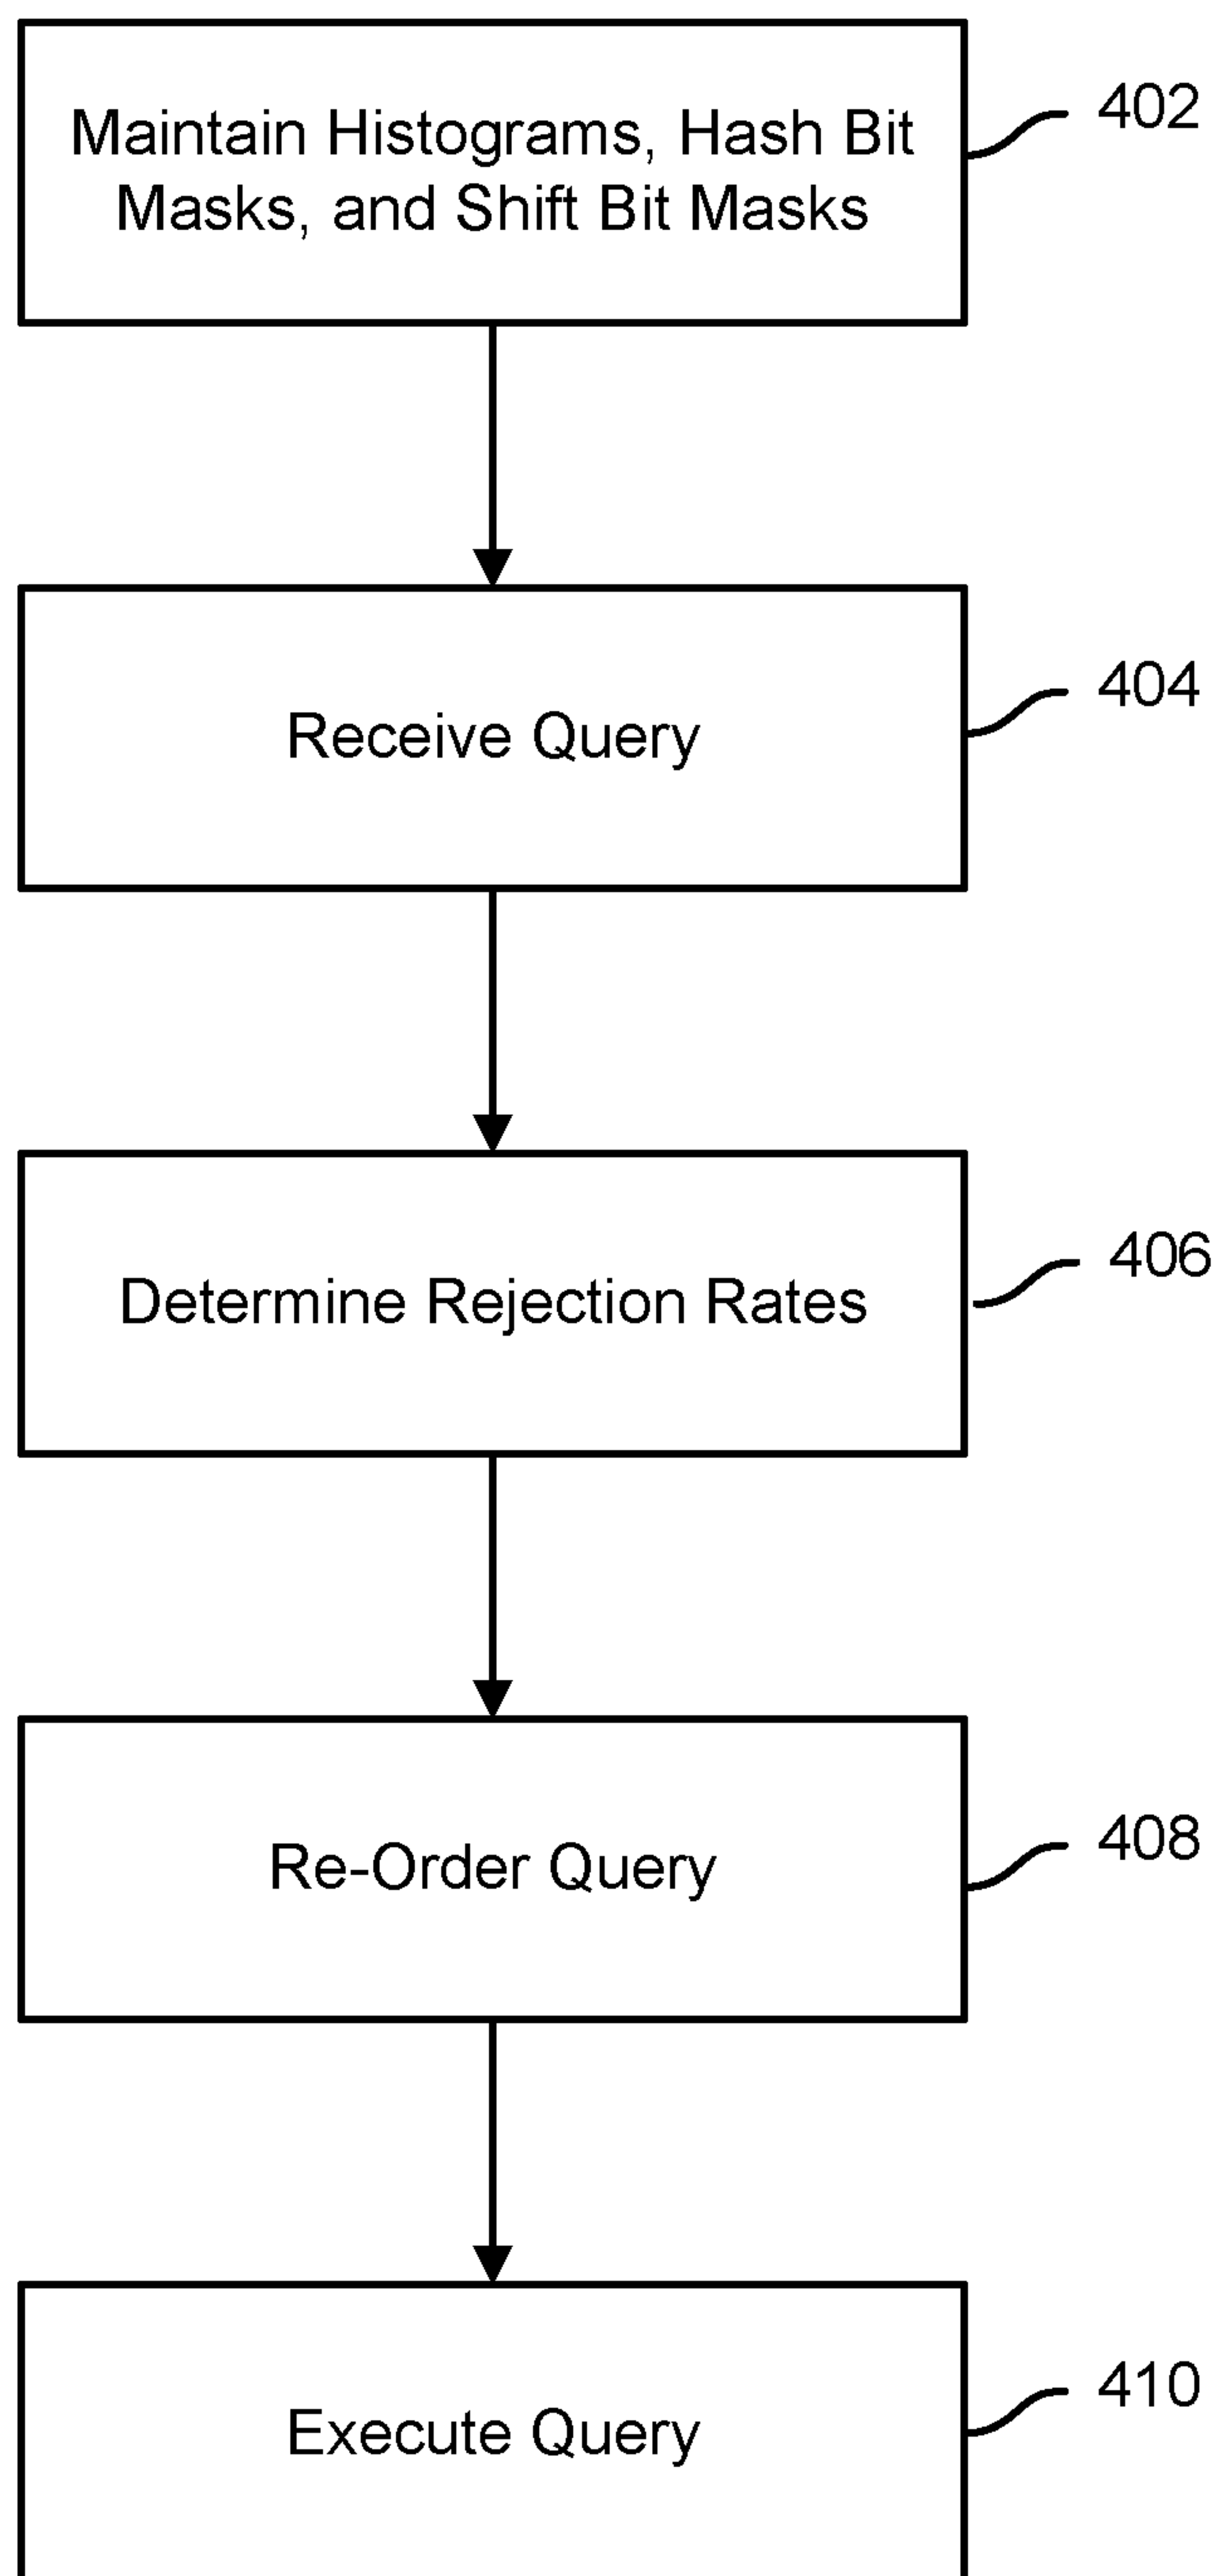 Maintain Histograms, Hash Bit
Masks, and Shift Bit Masks
402
Receive Query
404
Determine Rejection Rates
406
Re-Order Query
408
Execute Query
410